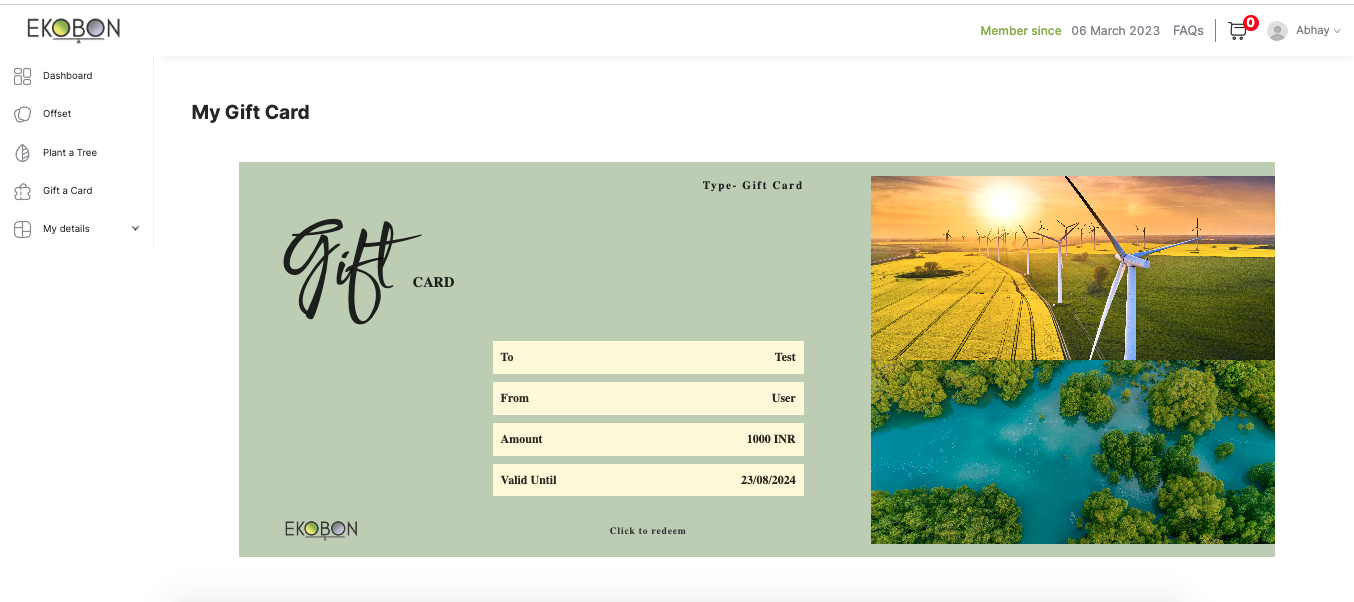 EKOBON
Member since 06 March 2023 FAQs 0 Abhay
Dashboard
Offset
Plant a Tree
Gift a Card
My details
My Gift Card
Type- Gift Card
Gift CARD
To Test
From User
Amount 1000 INR
Valid Until 23/08/2024
EKOBON
Click to redeem